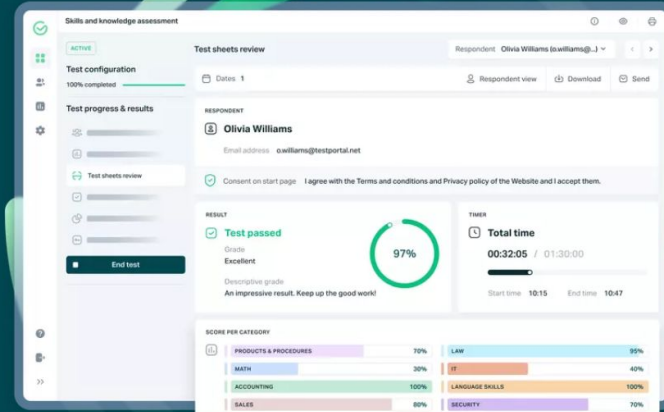 Skills and knowledge assessment
ACTIVE
Test configuration
100% completed
Test progress & results
Test sheets review
End test
Test sheets review
Respondent Olivia Williams (o.williams@...)
Dates 1
Respondent view
Download
Send
RESPONDENT
Olivia Williams
Email address o.williams@testportal.net
Consent on start page I agree with the Terms and conditions and Privacy policy of the Website and I accept them.
RESULT
Test passed
Grade
Excellent
Descriptive grade
An impressive result. Keep up the good work!
97%
TIMER
Total time
00:32:05 / 01:30:00
Start time 10:15 End time 10:47
SCORE PER CATEGORY
PRODUCTS & PROCEDURES 70%
LAW 95%
MATH 30%
IT 40%
ACCOUNTING 100%
LANGUAGE SKILLS 100%
SALES 80%
SECURITY 70%